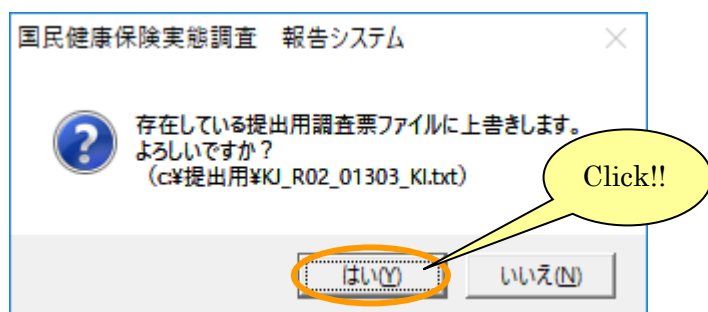 国民健康保険実態調査 報告システム
存在している提出用調査票ファイルに上書きします。
よろしいですか？
（c:¥提出用¥KJ_R02_01303_KI.txt）
Click!!
はい(Y) いいえ(N)